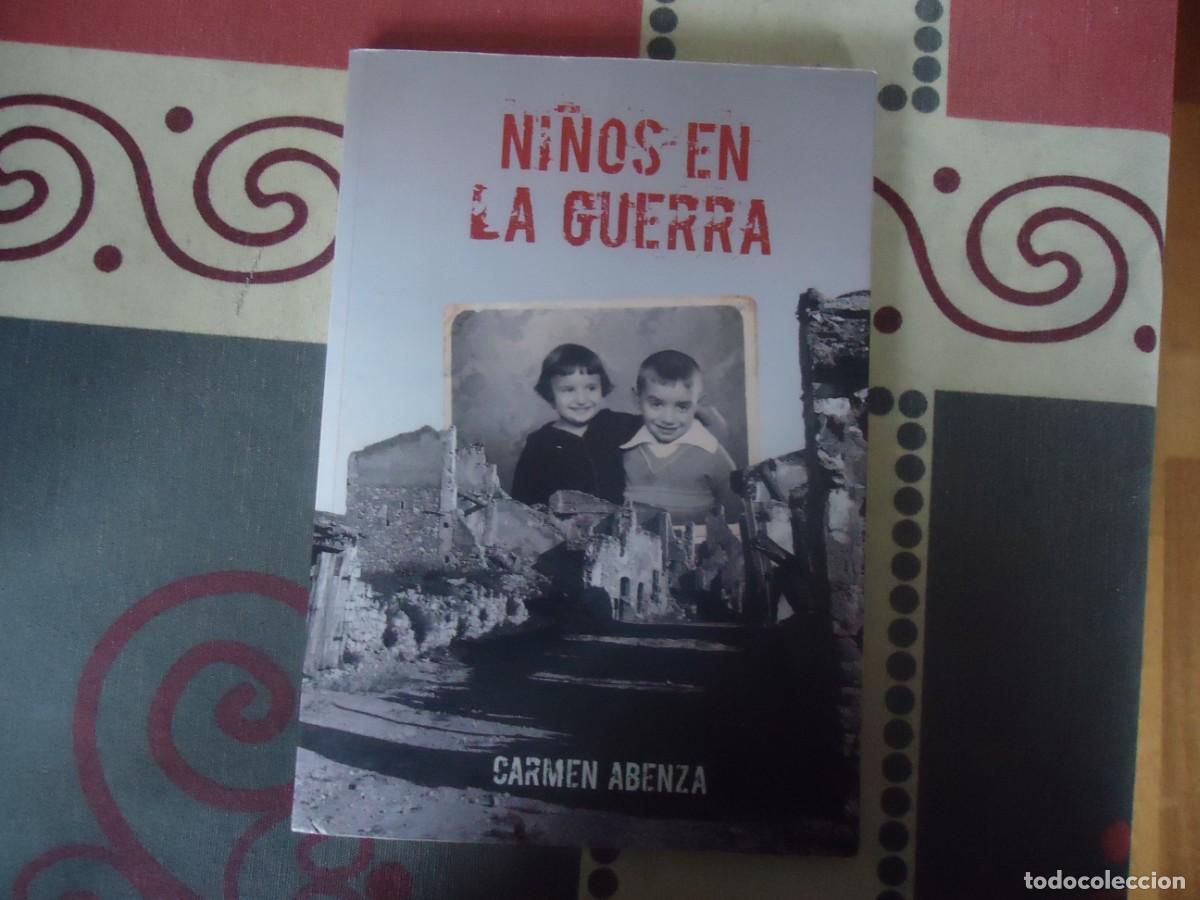 NIÑOS EN
LA GUERRA
CARMEN ABENZA
todocoleccion